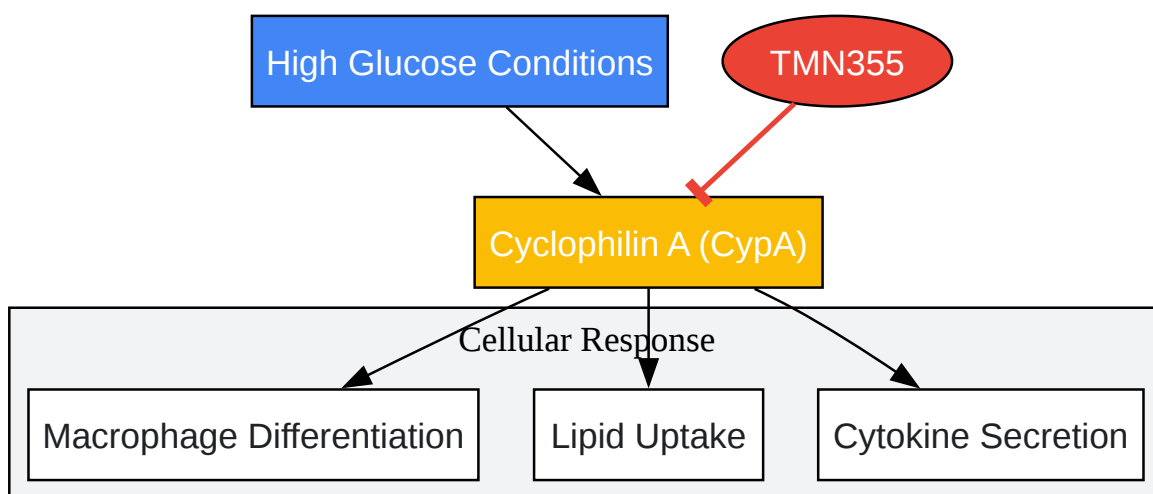 High Glucose Conditions
TMN355
Cyclophilin A (CypA)
Cellular Response
Macrophage Differentiation
Lipid Uptake
Cytokine Secretion